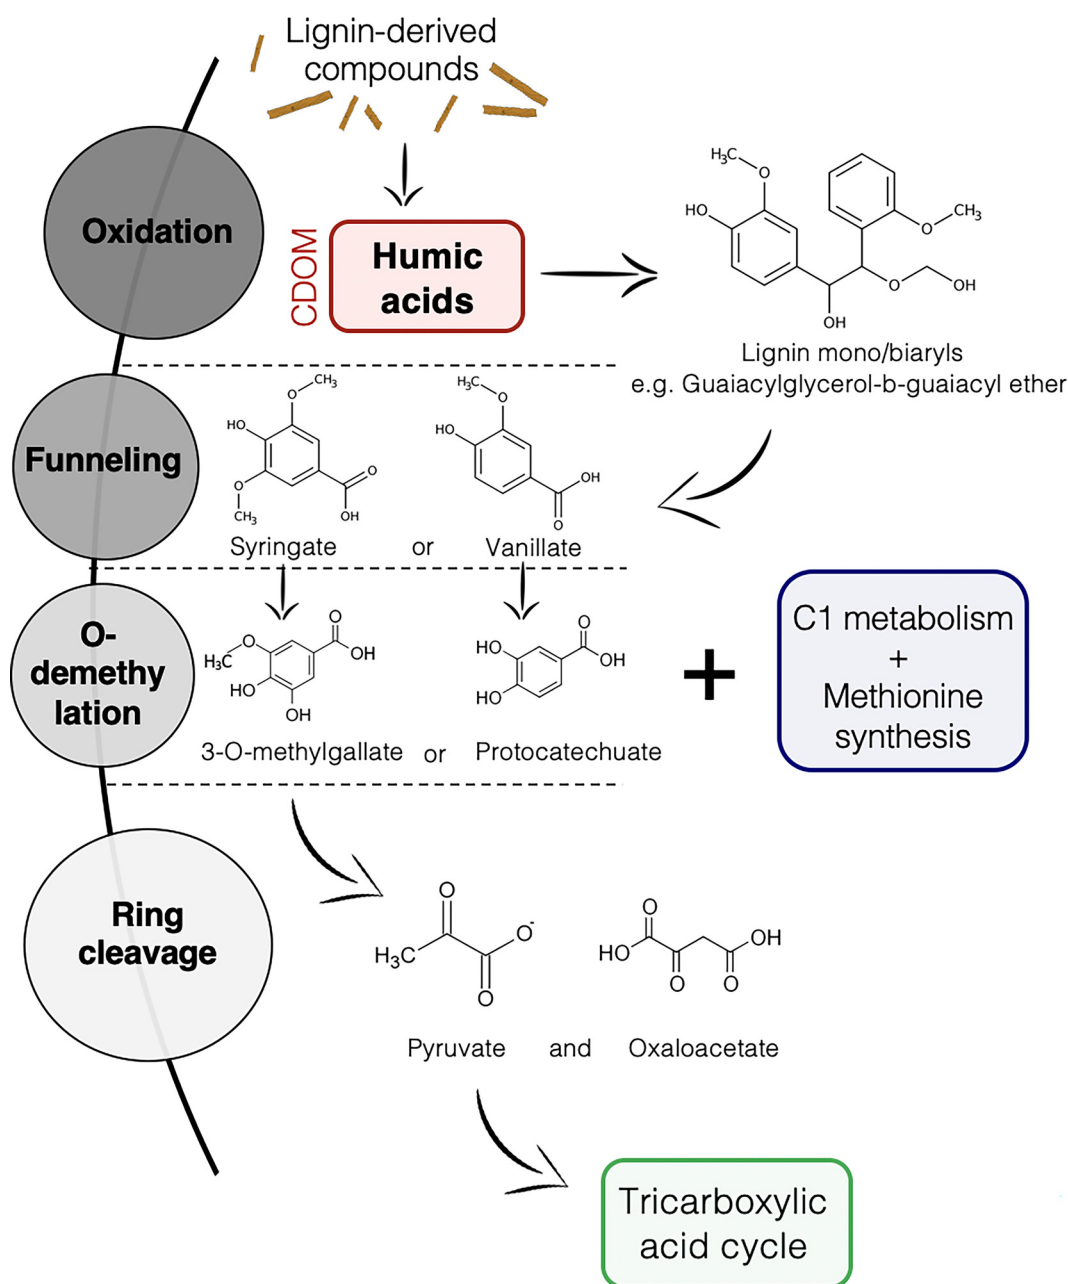 Lignin-derived
compounds
Oxidation
CDOM
Humic
acids
H₃C
O
HO
O
CH₃
O
OH
OH
Lignin mono/biaryls
e.g. Guaiacylglycerol-b-guaiacyl ether
Funneling
CH₃
O
HO
O
CH₃
O
OH
H₃C
O
HO
OH
O
Syringate or Vanillate
O-
demethy
lation
O
OH
O
H₃C
HO
OH
O
HO
OH
HO
3-O-methylgallate or Protocatechuate
+
C1 metabolism
+
Methionine
synthesis
Ring
cleavage
O
O-
H₃C
O
O
HO
OH
O
O
Pyruvate and Oxaloacetate
Tricarboxylic
acid cycle